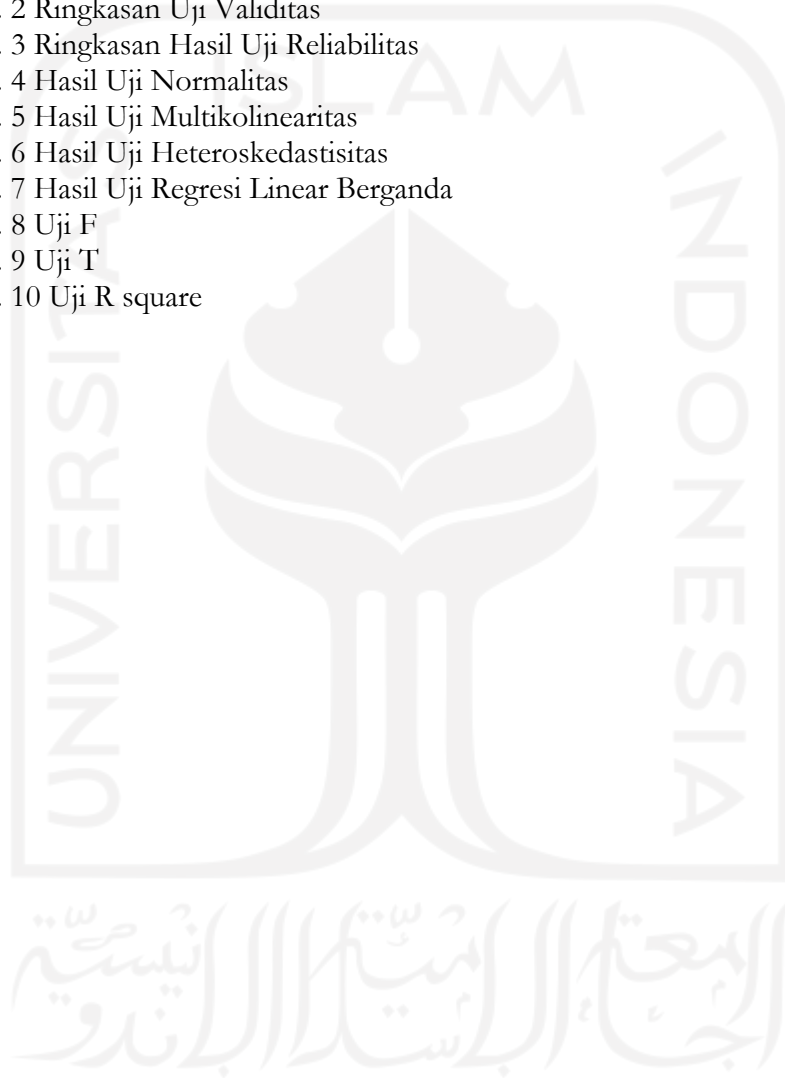 . 2 Ringkasan Uji Validitas
. 3 Ringkasan Hasil Uji Reliabilitas
. 4 Hasil Uji Normalitas
. 5 Hasil Uji Multikolinearitas
. 6 Hasil Uji Heteroskedastisitas
. 7 Hasil Uji Regresi Linear Berganda
. 8 Uji F
. 9 Uji T
. 10 Uji R square
UNIVERSITAS
ISLAM
INDONESIA